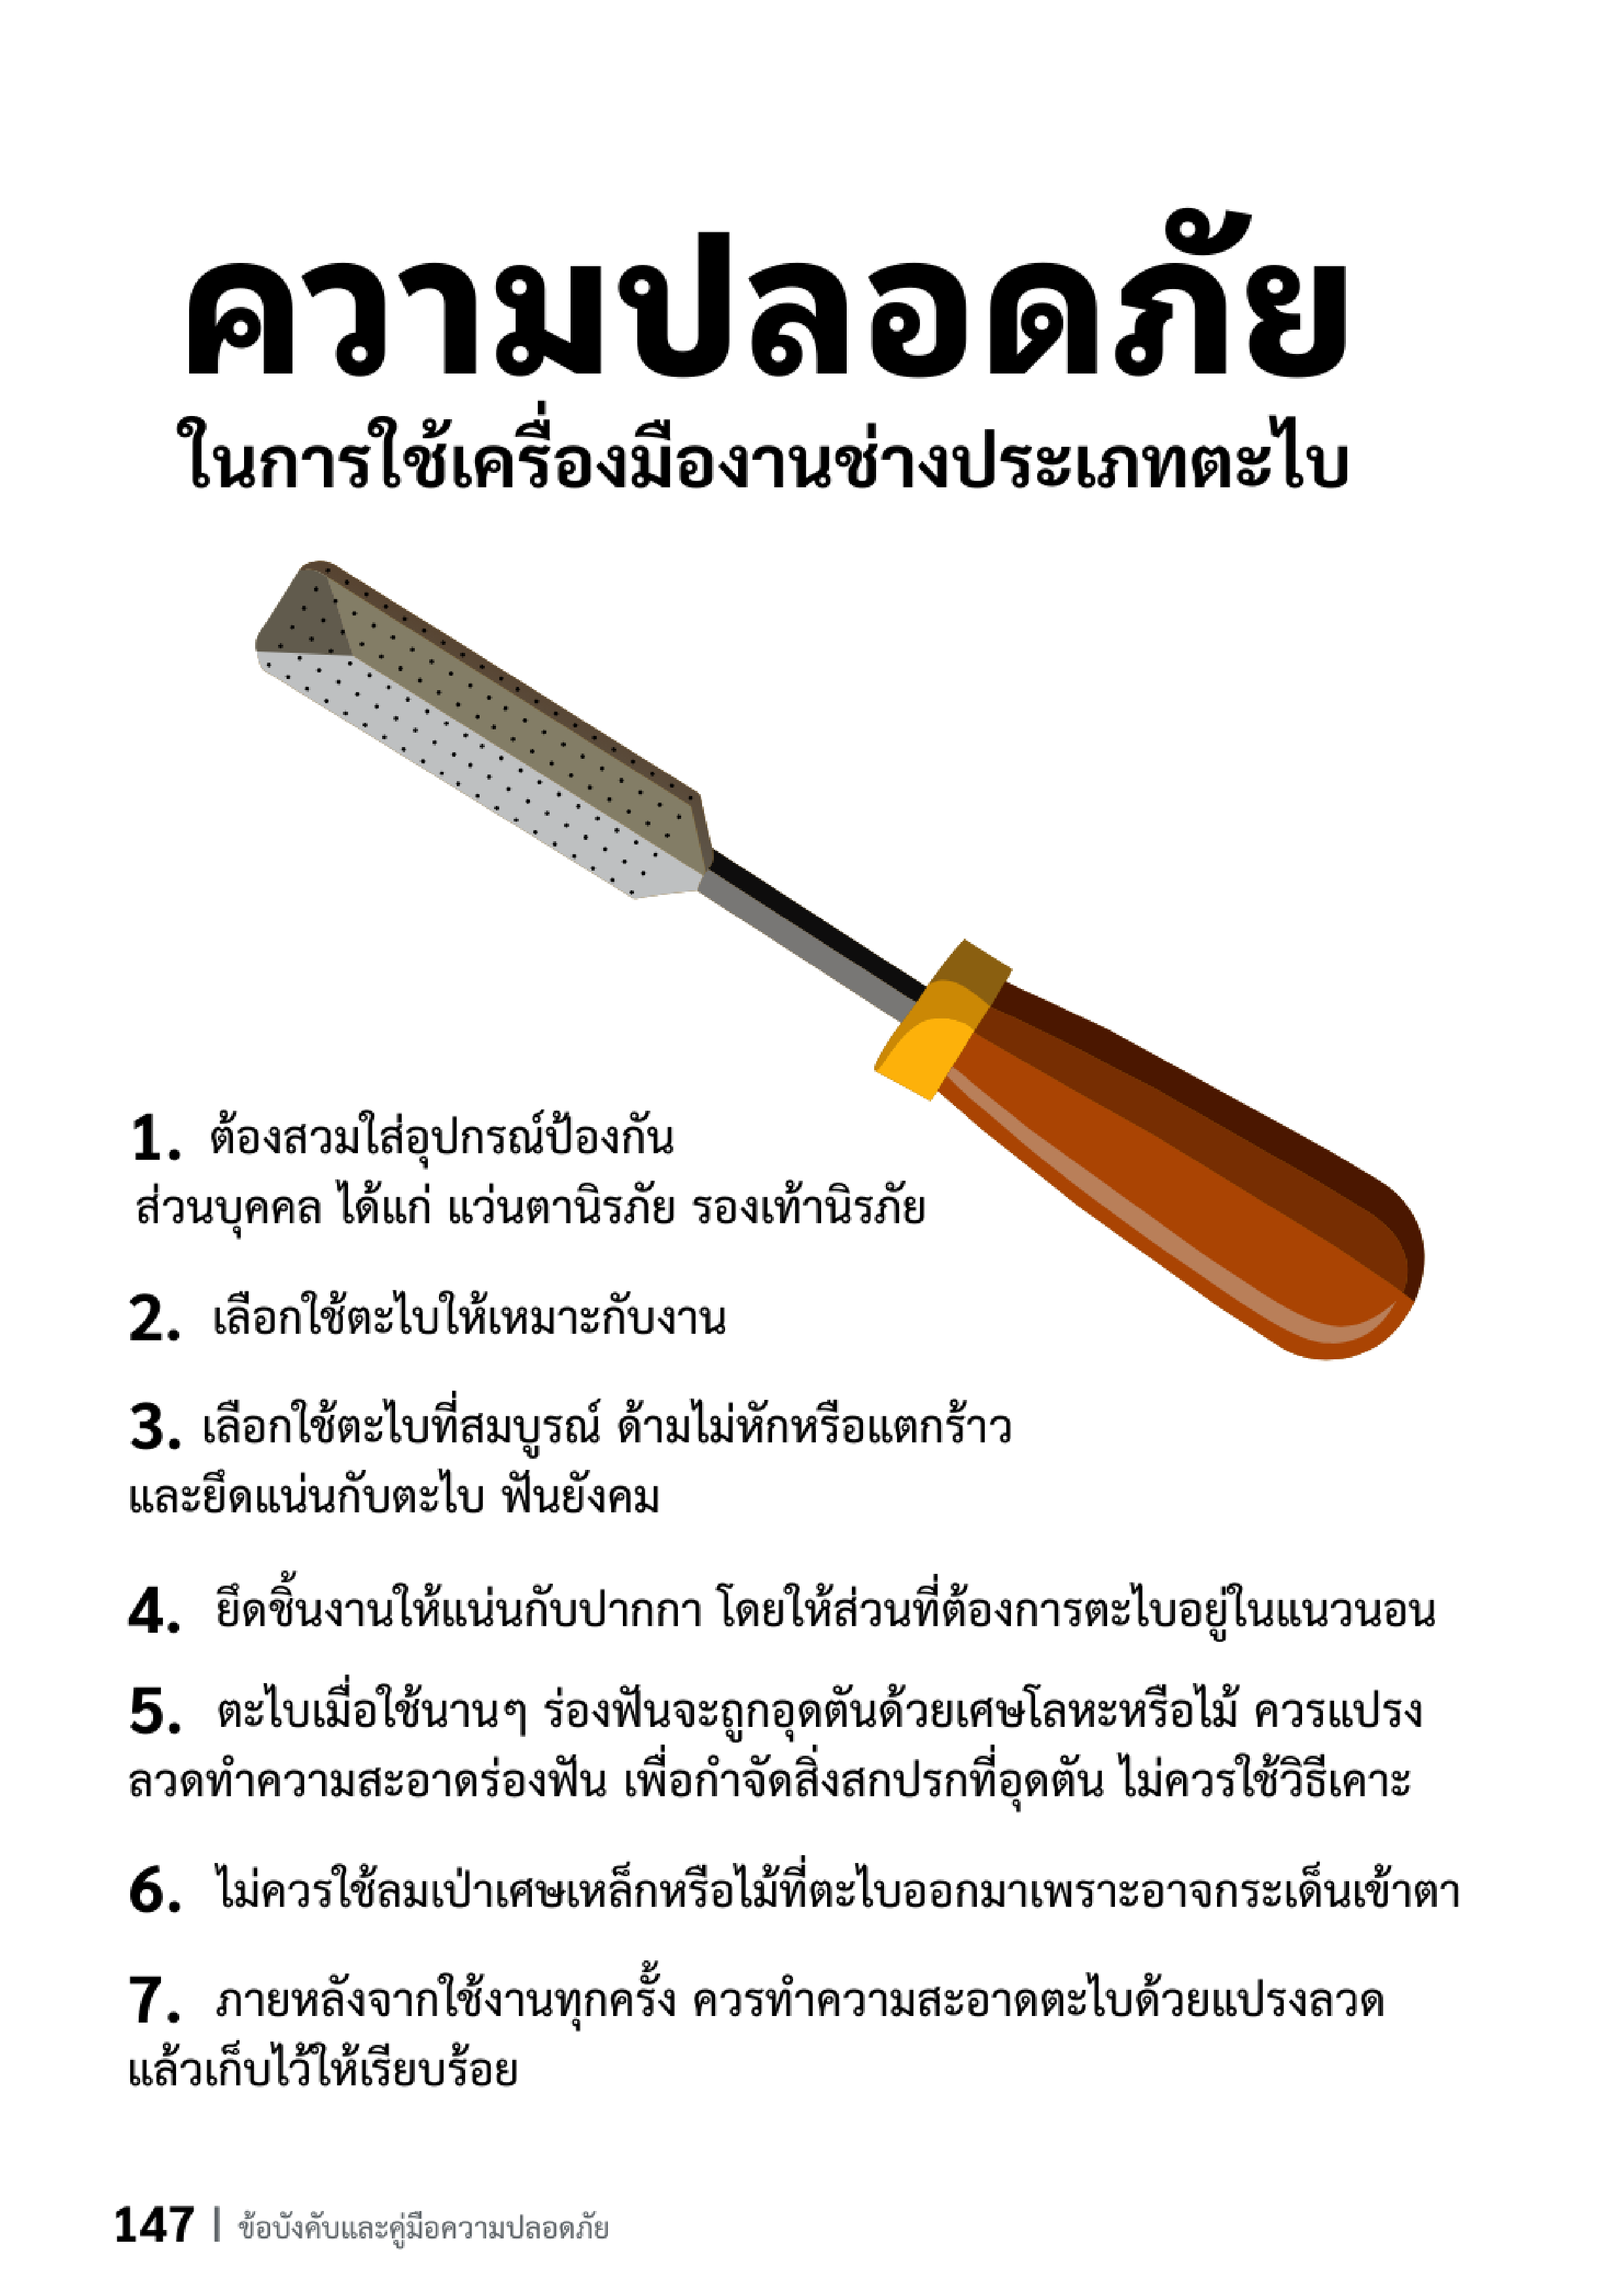 ความปลอดภัย
ในการใช้เครื่องมืองานช่างประเภทตะไบ
1. ต้องสวมใส่อุปกรณ์ป้องกัน
ส่วนบุคคล ได้แก่ แว่นตานิรภัย รองเท้านิรภัย
2. เลือกใช้ตะไบให้เหมาะกับงาน
3. เลือกใช้ตะไบที่สมบูรณ์ ด้ามไม่หักหรือแตกร้าว
และยึดแน่นกับตะไบ ฟันยังคม
4. ยึดชิ้นงานให้แน่นกับปากกา โดยให้ส่วนที่ต้องการตะไบอยู่ในแนวนอน
5. ตะไบเมื่อใช้นานๆ ร่องฟันจะถูกอุดตันด้วยเศษโลหะหรือไม้ ควรแปรง
ลวดทำความสะอาดร่องฟัน เพื่อกำจัดสิ่งสกปรกที่อุดตัน ไม่ควรใช้วิธีเคาะ
6. ไม่ควรใช้ลมเป่าเศษเหล็กหรือไม้ที่ตะไบออกมาเพราะอาจกระเด็นเข้าตา
7. ภายหลังจากใช้งานทุกครั้ง ควรทำความสะอาดตะไบด้วยแปรงลวด
แล้วเก็บไว้ให้เรียบร้อย
147 | ข้อบังคับและคู่มือความปลอดภัย